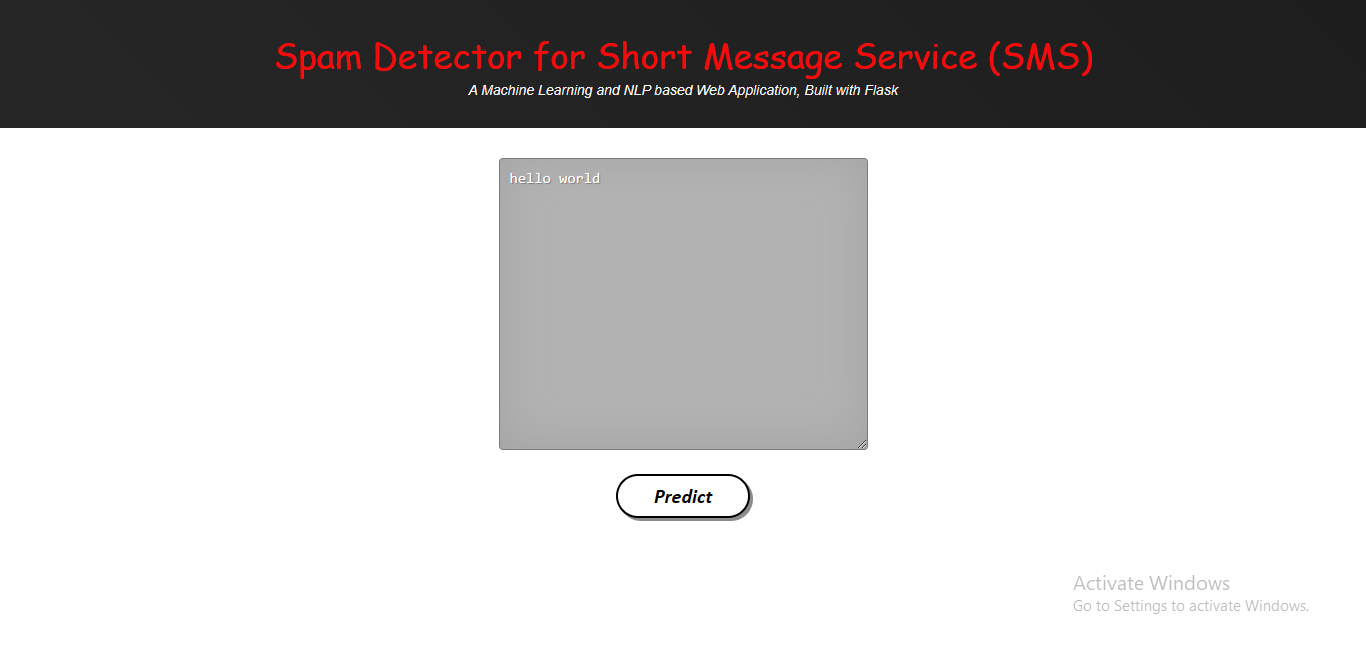 Spam Detector for Short Message Service (SMS)
A Machine Learning and NLP based Web Application, Built with Flask
hello world
Predict
Activate Windows
Go to Settings to activate Windows.